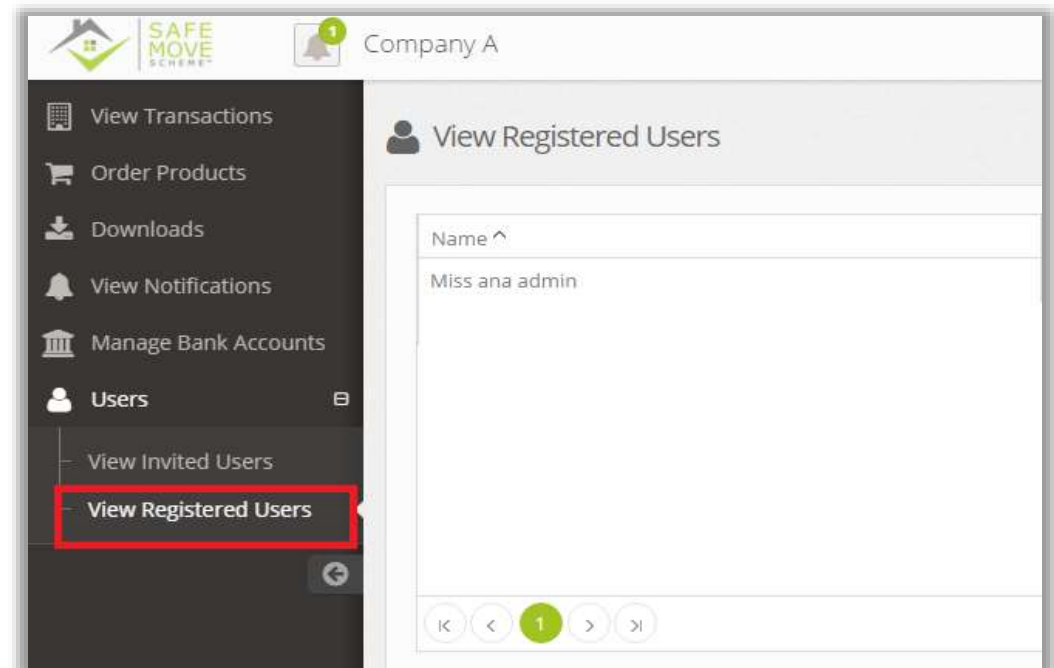 SAFE
MOVE
SCHEME™
1
Company A
View Transactions
Order Products
Downloads
View Notifications
Manage Bank Accounts
Users
View Invited Users
View Registered Users
View Registered Users
Name
Miss ana admin
1